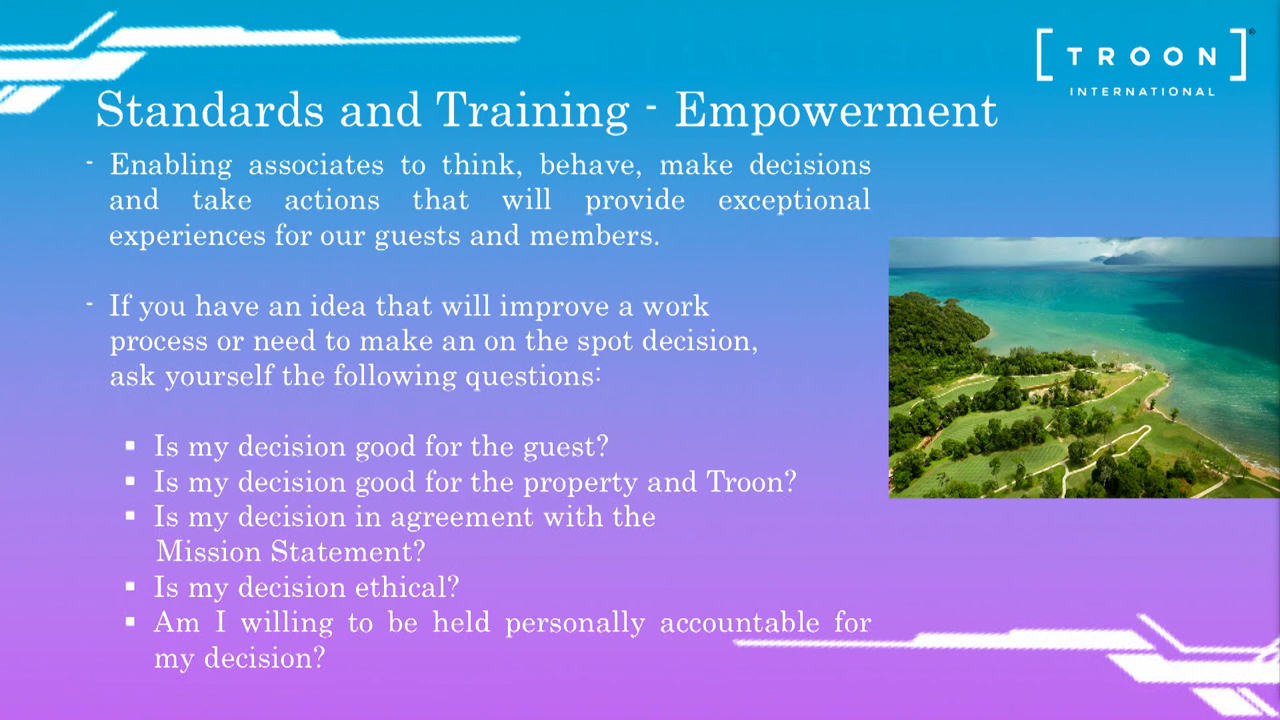 [ TROON ]®
INTERNATIONAL
Standards and Training - Empowerment
- Enabling associates to think, behave, make decisions
and take actions that will provide exceptional
experiences for our guests and members.
- If you have an idea that will improve a work
process or need to make an on the spot decision,
ask yourself the following questions:
▪ Is my decision good for the guest?
▪ Is my decision good for the property and Troon?
▪ Is my decision in agreement with the
Mission Statement?
▪ Is my decision ethical?
▪ Am I willing to be held personally accountable for
my decision?